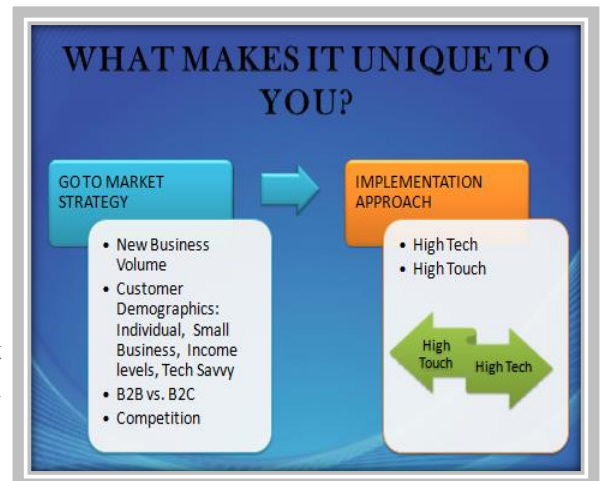 WHAT MAKES IT UNIQUE TO
YOU?
GO TO MARKET
STRATEGY
• New Business
Volume
• Customer
Demographics:
Individual, Small
Business, Income
levels, Tech Savvy
• B2B vs. B2C
• Competition
IMPLEMENTATION
APPROACH
• High Tech
• High Touch
High
Touch
High Tech